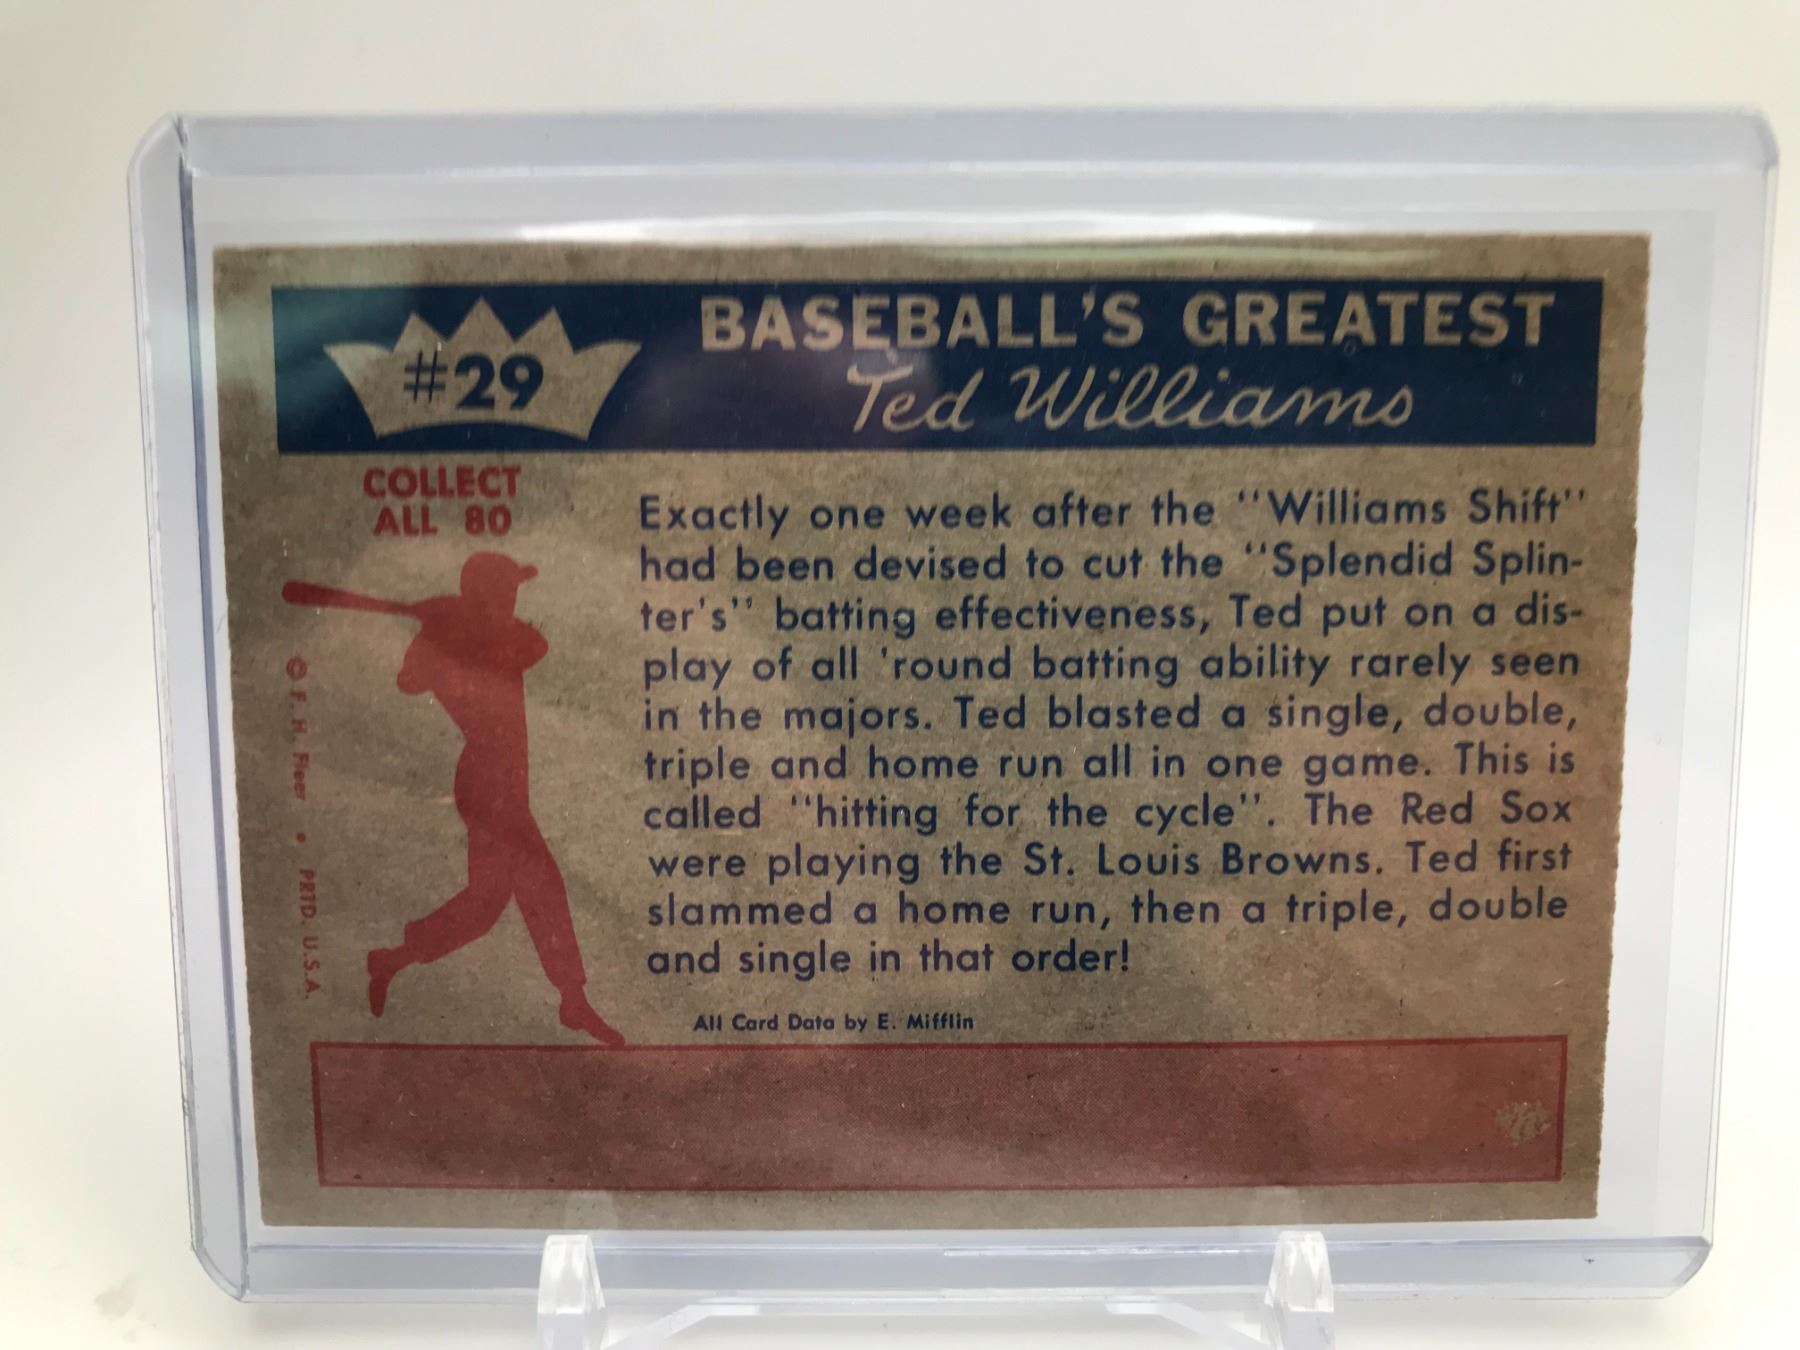 #29
BASEBALL'S GREATEST
Ted Williams
COLLECT
ALL 80
Exactly one week after the "Williams Shift"
had been devised to cut the "Splendid Splin-
ter's" batting effectiveness, Ted put on a dis-
play of all 'round batting ability rarely seen
in the majors. Ted blasted a single, double,
triple and home run all in one game. This is
called "hitting for the cycle". The Red Sox
were playing the St. Louis Browns. Ted first
slammed a home run, then a triple, double
and single in that order!
All Card Data by E. Mifflin
© F. H. Fleer • PRTD. U.S.A.